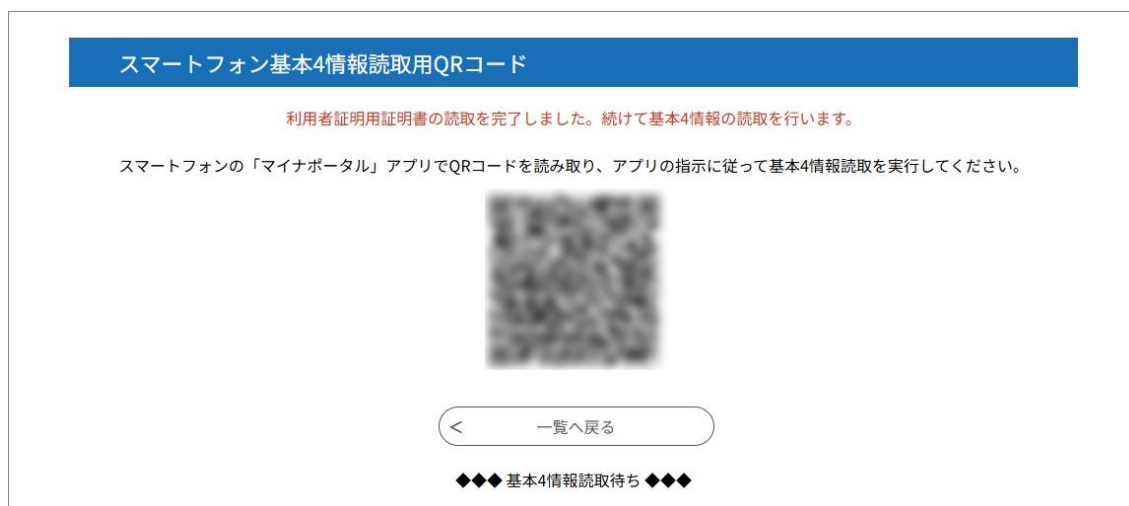 スマートフォン基本4情報読取用QRコード
利用者証明用証明書の読取を完了しました。続けて基本4情報の読取を行います。
スマートフォンの「マイナポータル」アプリでQRコードを読み取り、アプリの指示に従って基本4情報読取を実行してください。
< 一覧へ戻る
◆◆◆ 基本4情報読取待ち ◆◆◆